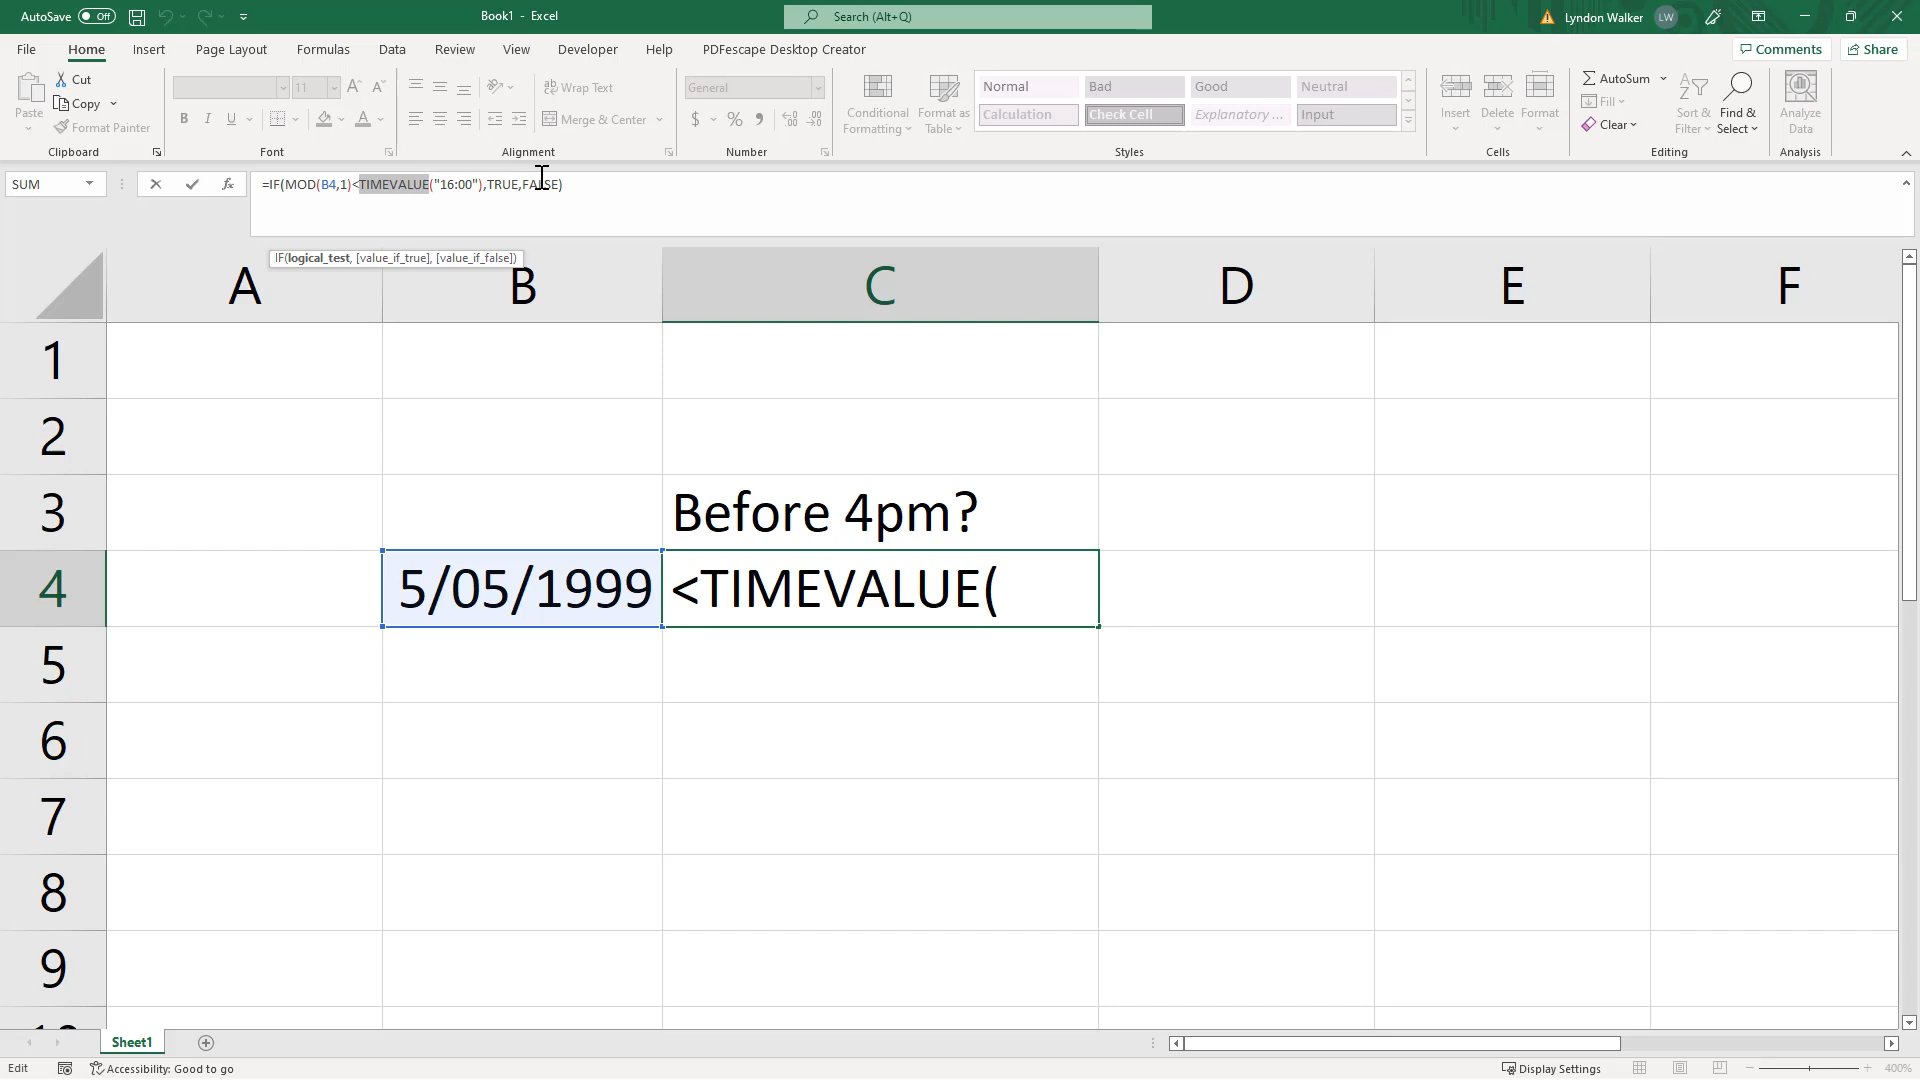 AutoSave Off Book1 - Excel Search (Alt+Q) Lyndon Walker LW
File Home Insert Page Layout Formulas Data Review View Developer Help PDFescape Desktop Creator Comments Share
Paste
Cut
Copy
Format Painter
Clipboard
11
B I U
Font
Wrap Text
Merge & Center
Alignment
General
$ % 9
Number
Conditional Formatting
Format as Table
Normal Bad Good Neutral
Calculation Check Cell Explanatory ... Input
Styles
Insert Delete Format
Cells
AutoSum
Fill
Clear
Sort & Filter
Find & Select
Editing
Analyze Data
Analysis
SUM fx =IF(MOD(B4,1)<TIMEVALUE("16:00"),TRUE,FALSE)
IF(logical_test, [value_if_true], [value_if_false])
A B C D E F
1
2
3 Before 4pm?
4 5/05/1999 <TIMEVALUE(
5
6
7
8
9
10
Sheet1
Edit Accessibility: Good to go Display Settings 400%